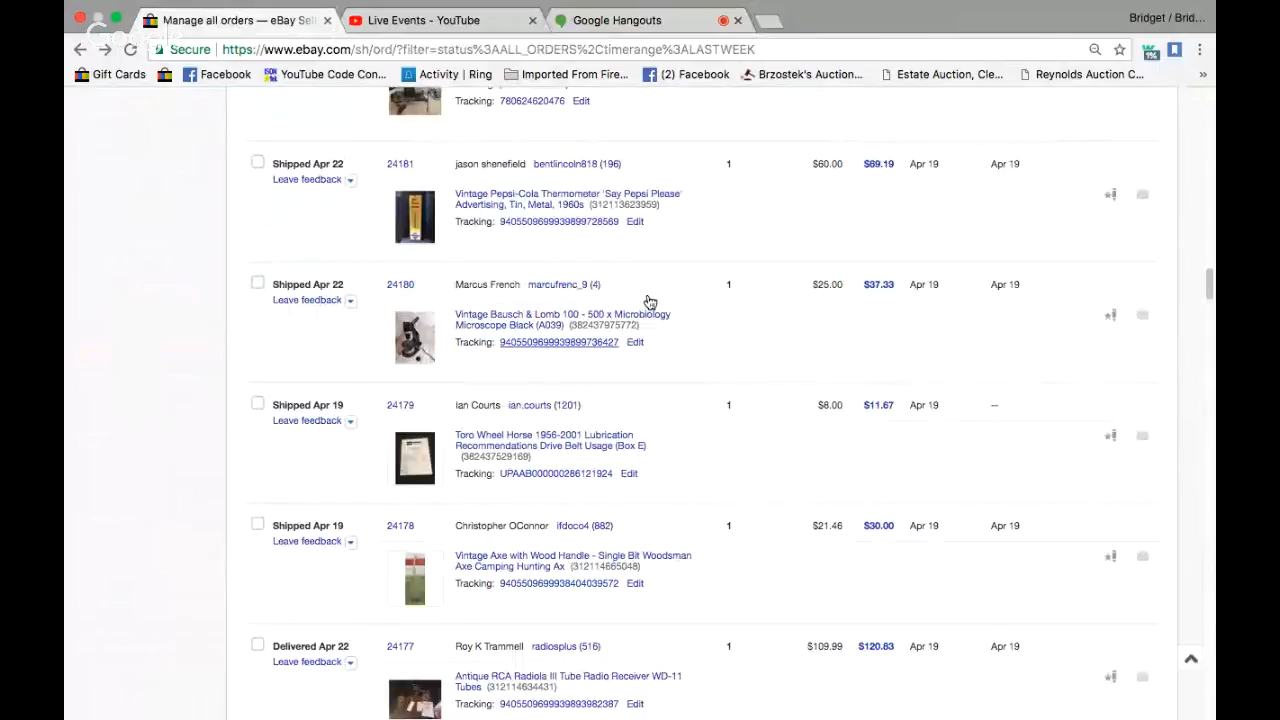 Manage all orders — eBay Sell
Live Events - YouTube
Google Hangouts
Bridget / Brid...
Google
Secure
https://www.ebay.com/sh/ord/?filter=status%3AALL_ORDERS%2Ctimerange%3ALASTWEEK
1%
Gift Cards
Facebook
YouTube Code Con...
Activity | Ring
Imported From Fire...
(2) Facebook
Brzostek's Auction...
Estate Auction, Cle...
Reynolds Auction C...
»
Tracking: 780624620476 Edit
Shipped Apr 22 24181 jason shenefield bentlincoln818 (196) 1 $60.00 $69.19 Apr 19 Apr 19
Leave feedback
Vintage Pepsi-Cola Thermometer 'Say Pepsi Please'
Advertising, Tin, Metal, 1960s (312113623959)
Tracking: 9405509699939899728569 Edit
Shipped Apr 22 24180 Marcus French marcufrenc_9 (4) 1 $25.00 $37.33 Apr 19 Apr 19
Leave feedback
Vintage Bausch & Lomb 100 - 500 x Microbiology
Microscope Black (A039) (382437975772)
Tracking: 9405509699939899736427 Edit
Shipped Apr 19 24179 Ian Courts ian.courts (1201) 1 $8.00 $11.67 Apr 19 --
Leave feedback
Toro Wheel Horse 1956-2001 Lubrication
Recommendations Drive Belt Usage (Box E)
(382437529169)
Tracking: UPAAB000000286121924 Edit
Shipped Apr 19 24178 Christopher OConnor ifdoco4 (882) 1 $21.46 $30.00 Apr 19 Apr 19
Leave feedback
Vintage Axe with Wood Handle - Single Bit Woodsman
Axe Camping Hunting Ax (312114665048)
Tracking: 9405509699938404039572 Edit
Delivered Apr 22 24177 Roy K Trammell radiosplus (516) 1 $109.99 $120.83 Apr 19 Apr 19
Leave feedback
Antique RCA Radiola III Tube Radio Receiver WD-11
Tubes (312114634431)
Tracking: 9405509699939893982387 Edit